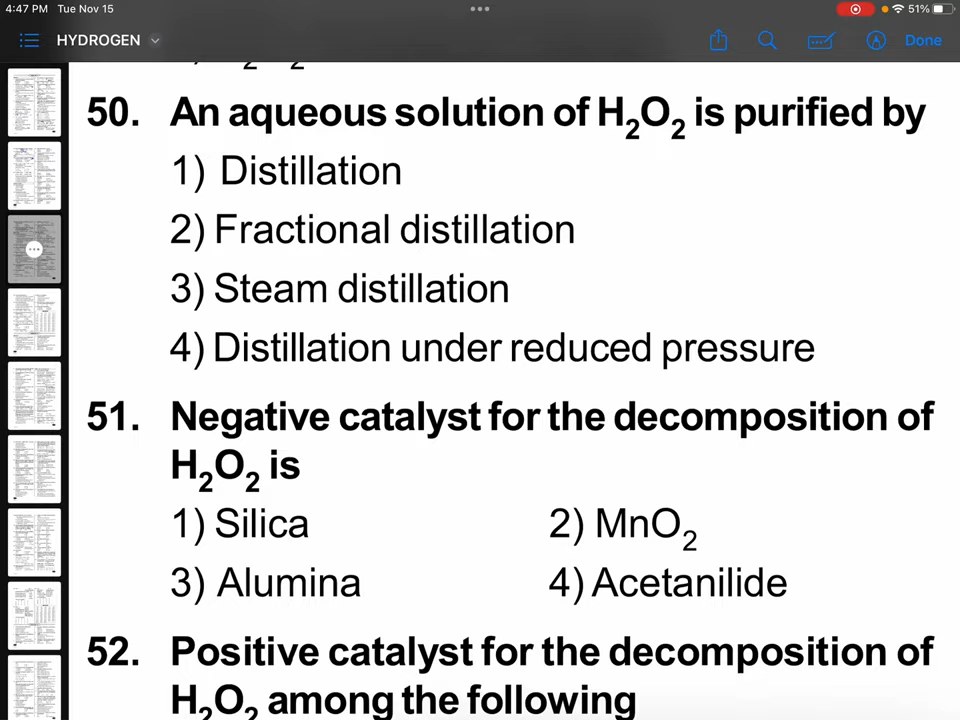 4:47 PM Tue Nov 15
51%
HYDROGEN
Done
50. An aqueous solution of H₂O₂ is purified by
1) Distillation
2) Fractional distillation
3) Steam distillation
4) Distillation under reduced pressure
51. Negative catalyst for the decomposition of
H₂O₂ is
1) Silica 2) MnO₂
3) Alumina 4) Acetanilide
52. Positive catalyst for the decomposition of
H₂O₂ among the following